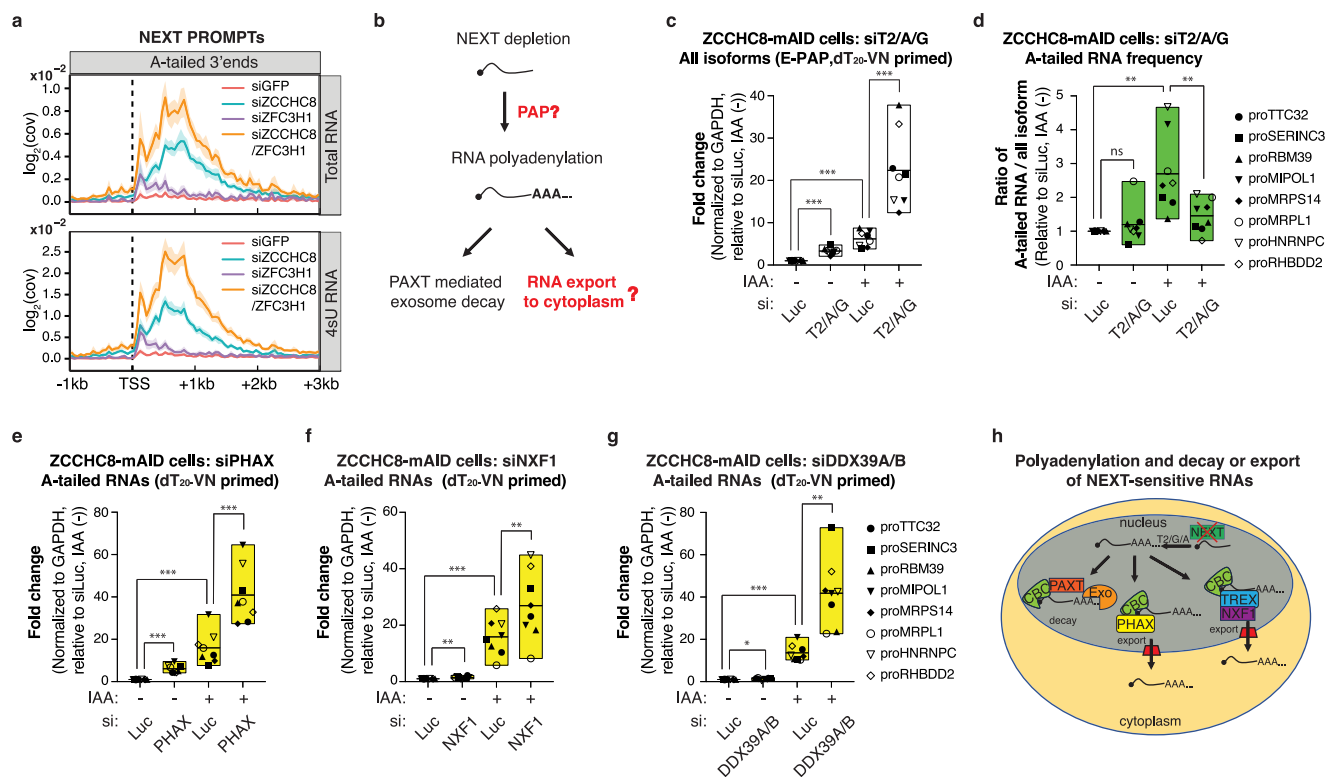 a
NEXT PROMPTs
A-tailed 3'ends
x10⁻²
1.0
0.8
0.6
0.4
0.2
0.0
log₂(cov)
siGFP
siZCCHC8
siZFC3H1
siZCCHC8
/ZFC3H1
Total RNA
x10⁻²
2.5
2.0
1.5
1.0
0.5
0.0
log₂(cov)
siGFP
siZCCHC8
siZFC3H1
siZCCHC8
/ZFC3H1
4sU RNA
-1kb TSS +1kb +2kb +3kb
b
NEXT depletion
PAP?
RNA polyadenylation
AAA...
PAXT mediated
exosome decay
RNA export
to cytoplasm ?
c
ZCCHC8-mAID cells: siT2/A/G
All isoforms (E-PAP,dT₂₀-VN primed)
Fold change
(Normalized to GAPDH,
relative to siLuc, IAA (-))
40
30
20
10
5
0
***
***
***
***
IAA: - - + +
si: Luc T2/A/G Luc T2/A/G
d
ZCCHC8-mAID cells: siT2/A/G
A-tailed RNA frequency
Ratio of
A-tailed RNA / all isoform
(Relative to siLuc, IAA (-))
5
4
3
2
1
0
ns
**
**
IAA: - - + +
si: Luc T2/A/G Luc T2/A/G
proTTC32
proSERINC3
proRBM39
proMIPOL1
proMRPS14
proMRPL1
proHNRNPC
proRHBDD2
e
ZCCHC8-mAID cells: siPHAX
A-tailed RNAs (dT₂₀-VN primed)
Fold change
(Normalized to GAPDH,
relative to siLuc, IAA (-))
80
60
40
20
0
***
***
***
IAA: - - + +
si: Luc PHAX Luc PHAX
f
ZCCHC8-mAID cells: siNXF1
A-tailed RNAs (dT₂₀-VN primed)
Fold change
(Normalized to GAPDH,
relative to siLuc, IAA (-))
60
40
20
0
**
***
**
IAA: - - + +
si: Luc NXF1 Luc NXF1
g
ZCCHC8-mAID cells: siDDX39A/B
A-tailed RNAs (dT₂₀-VN primed)
Fold change
(Normalized to GAPDH,
relative to siLuc, IAA (-))
80
60
40
20
0
*
***
**
IAA: - - + +
si: Luc DDX39A/B Luc DDX39A/B
proTTC32
proSERINC3
proRBM39
proMIPOL1
proMRPS14
proMRPL1
proHNRNPC
proRHBDD2
h
Polyadenylation and decay or export
of NEXT-sensitive RNAs
nucleus
NEXT
AAA... T2/G/A
CBC PAXT Exo
AAA...
decay
CBC AAA...
PHAX
export
CBC AAA...
TREX
NXF1
export
AAA...
AAA...
cytoplasm